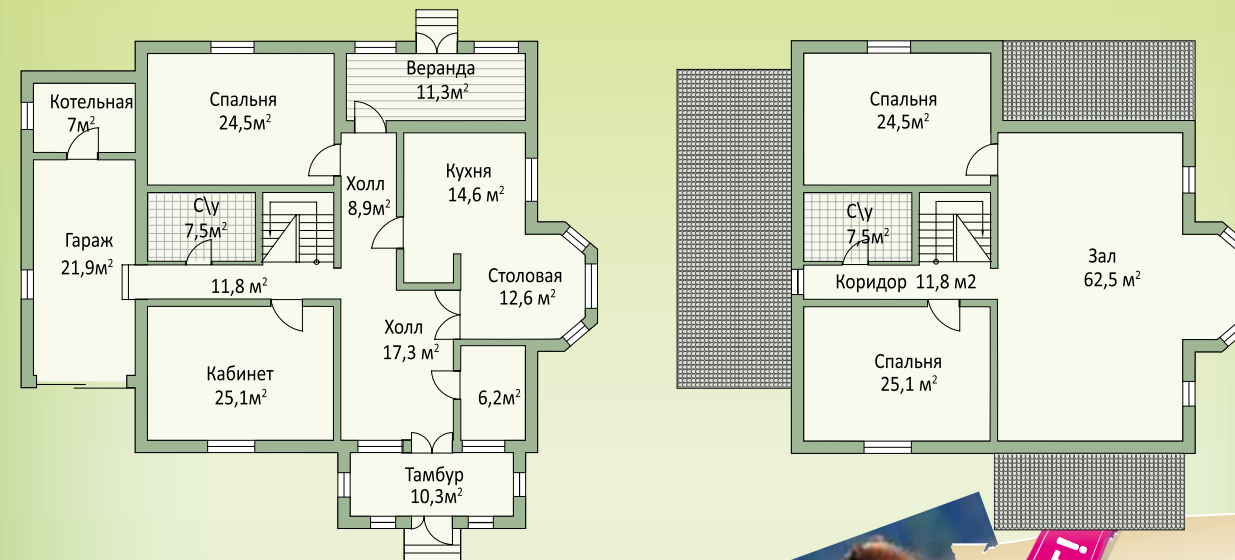 Веранда
11,3м²
Котельная
7м²
Спальня
24,5м²
Кухня
14,6 м²
Холл
8,9м²
С\у
7,5м²
Гараж
21,9м²
Столовая
12,6 м²
11,8 м²
Холл
17,3 м²
Кабинет
25,1м²
6,2м²
Тамбур
10,3м²
Спальня
24,5м²
С\у
7,5м²
Зал
62,5 м²
Коридор 11,8 м2
Спальня
25,1 м²